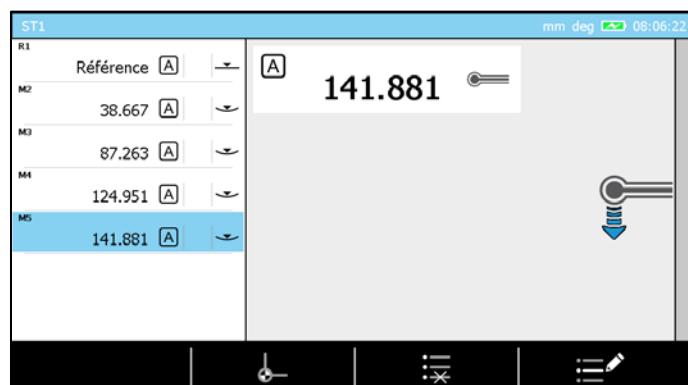 ST1 mm deg 08:06:22
R1
Référence A
M2
38.667 A
M3
87.263 A
M4
124.951 A
M5
141.881 A
A
141.881